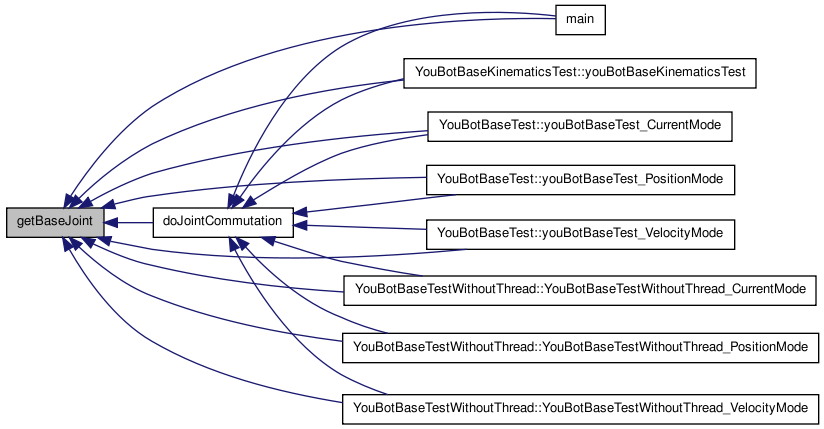 main
YouBotBaseKinematicsTest::youBotBaseKinematicsTest
YouBotBaseTest::youBotBaseTest_CurrentMode
YouBotBaseTest::youBotBaseTest_PositionMode
getBaseJoint
doJointCommutation
YouBotBaseTest::youBotBaseTest_VelocityMode
YouBotBaseTestWithoutThread::YouBotBaseTestWithoutThread_CurrentMode
YouBotBaseTestWithoutThread::YouBotBaseTestWithoutThread_PositionMode
YouBotBaseTestWithoutThread::YouBotBaseTestWithoutThread_VelocityMode